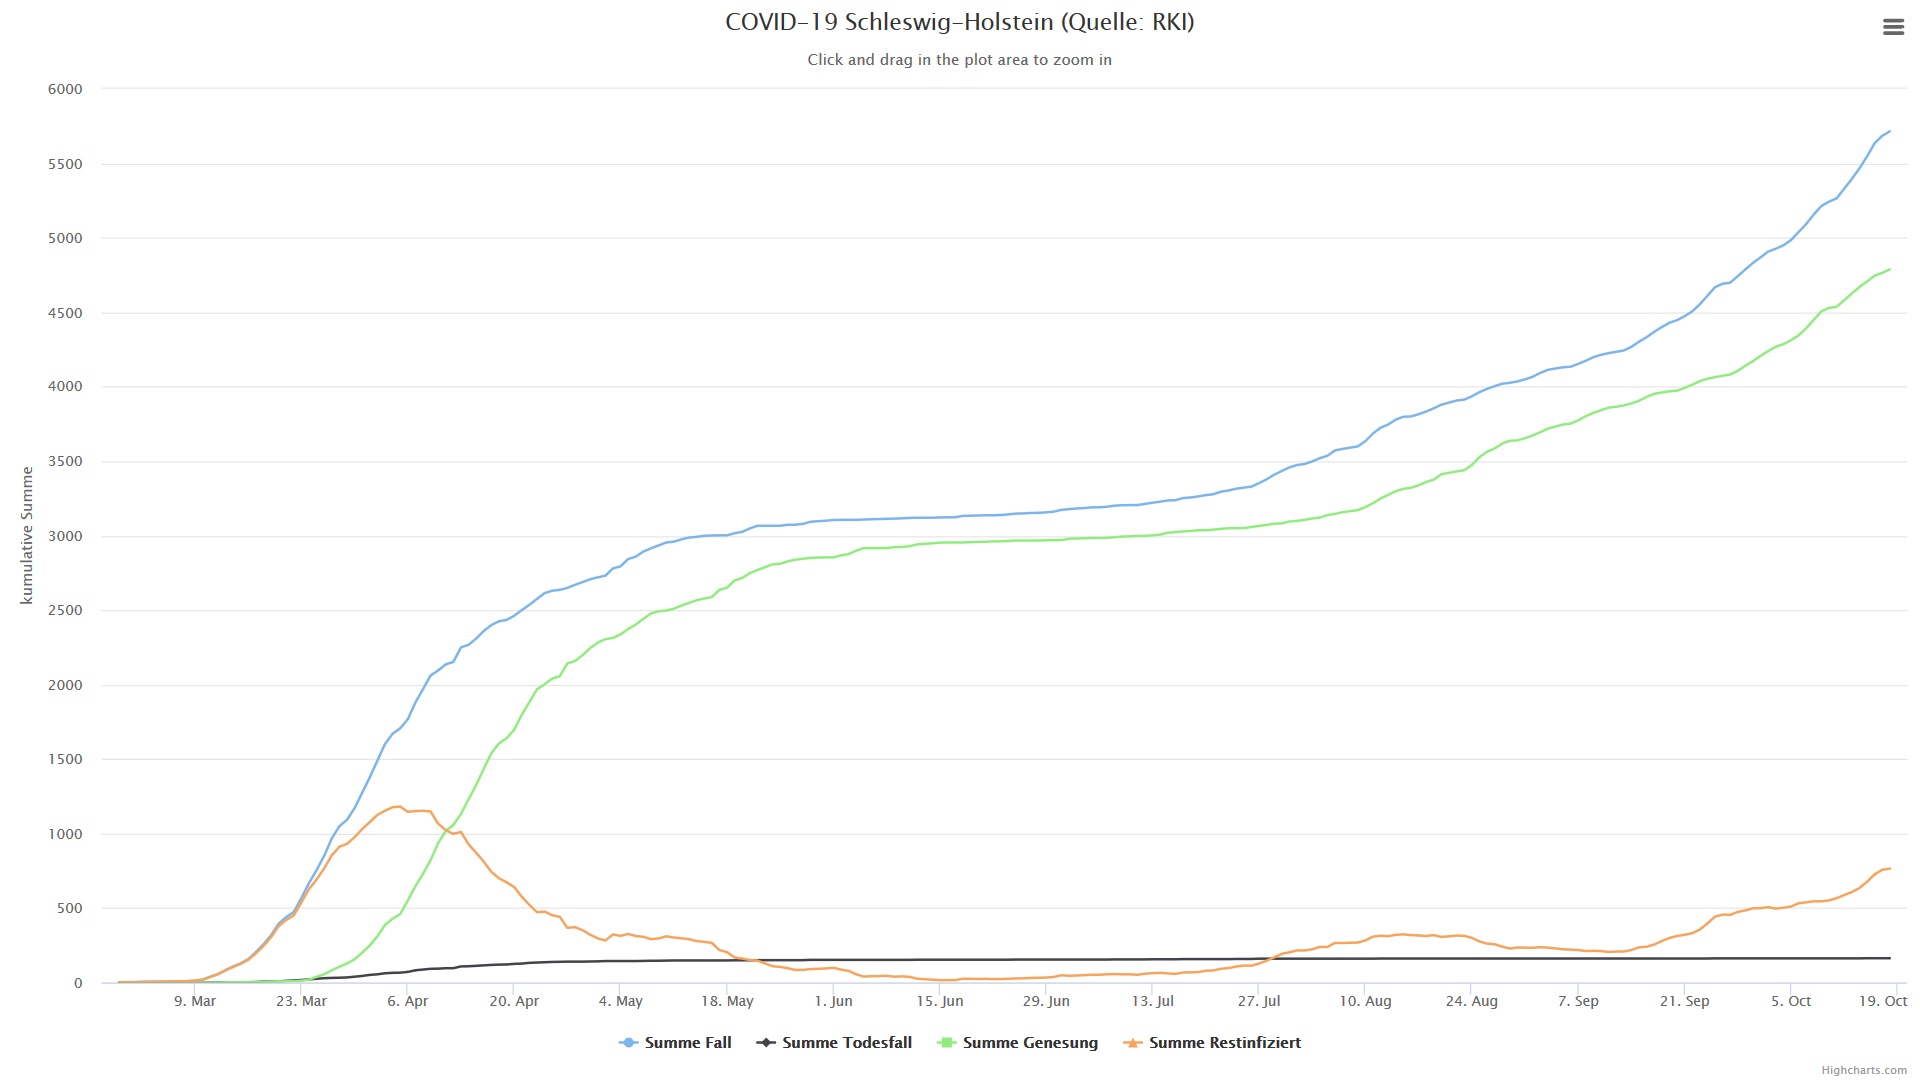 COVID-19 Schleswig-Holstein (Quelle: RKI)
Click and drag in the plot area to zoom in
kumulative Summe
6000
5500
5000
4500
4000
3500
3000
2500
2000
1500
1000
500
0
9. Mar 23. Mar 6. Apr 20. Apr 4. May 18. May 1. Jun 15. Jun 29. Jun 13. Jul 27. Jul 10. Aug 24. Aug 7. Sep 21. Sep 5. Oct 19. Oct
Summe Fall Summe Todesfall Summe Genesung Summe Restinfiziert
Highcharts.com